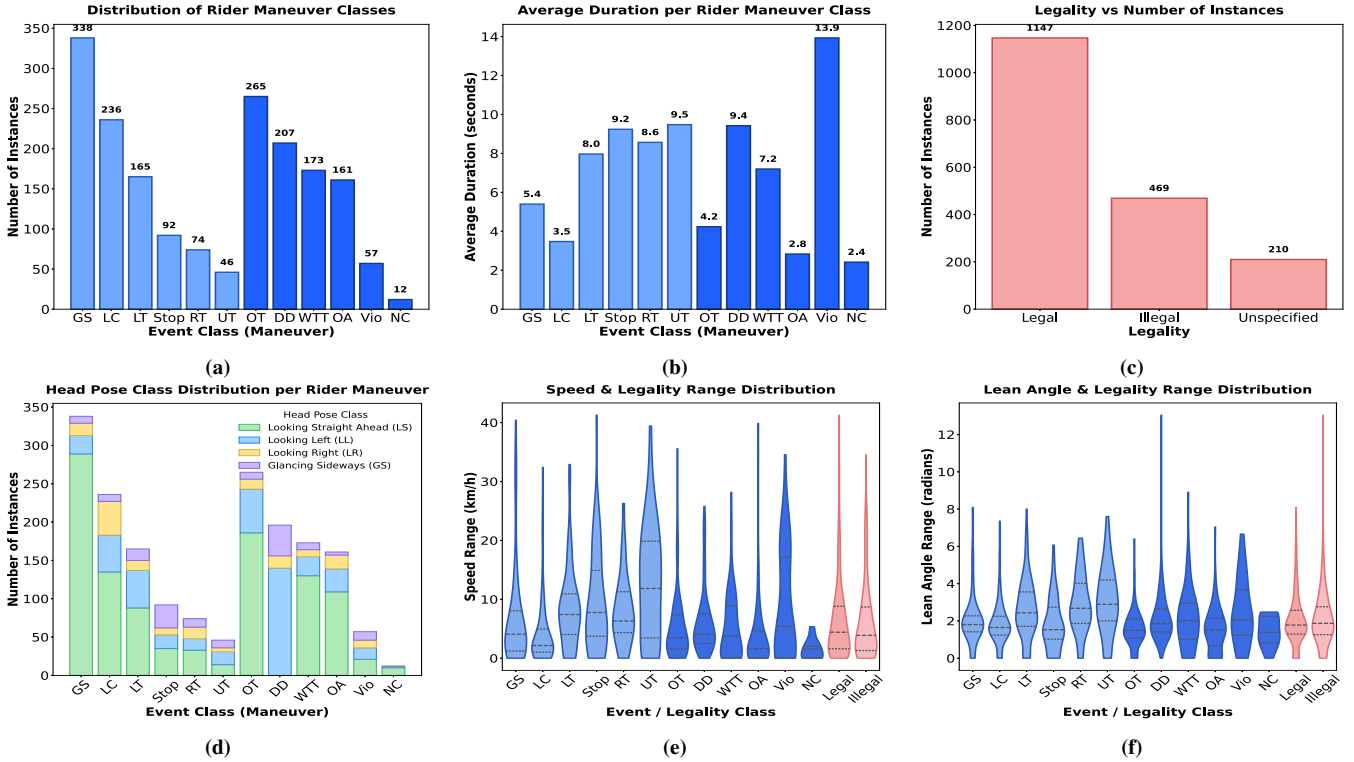 Distribution of Rider Maneuver Classes
Number of Instances
350
300
250
200
150
100
50
0
338
236
165
92
74
46
265
207
173
161
57
12
GS LC LT Stop RT UT OT DD WTT OA Vio NC
Event Class (Maneuver)
(a)
Average Duration per Rider Maneuver Class
Average Duration (seconds)
14
12
10
8
6
4
2
0
5.4
3.5
8.0
9.2
8.6
9.5
4.2
9.4
7.2
2.8
13.9
2.4
GS LC LT Stop RT UT OT DD WTT OA Vio NC
Event Class (Maneuver)
(b)
Legality vs Number of Instances
Number of Instances
1200
1000
800
600
400
200
0
1147
469
210
Legal Illegal Unspecified
Legality
(c)
Head Pose Class Distribution per Rider Maneuver
Number of Instances
350
300
250
200
150
100
50
0
Head Pose Class
Looking Straight Ahead (LS)
Looking Left (LL)
Looking Right (LR)
Glancing Sideways (GS)
GS LC LT Stop RT UT OT DD WTT OA Vio NC
Event Class (Maneuver)
(d)
Speed & Legality Range Distribution
Speed Range (km/h)
40
30
20
10
0
GS LC LT Stop RT UT OT DD WTT OA Vio NC Legal Illegal
Event / Legality Class
(e)
Lean Angle & Legality Range Distribution
Lean Angle Range (radians)
12
10
8
6
4
2
0
GS LC LT Stop RT UT OT DD WTT OA Vio NC Legal Illegal
Event / Legality Class
(f)